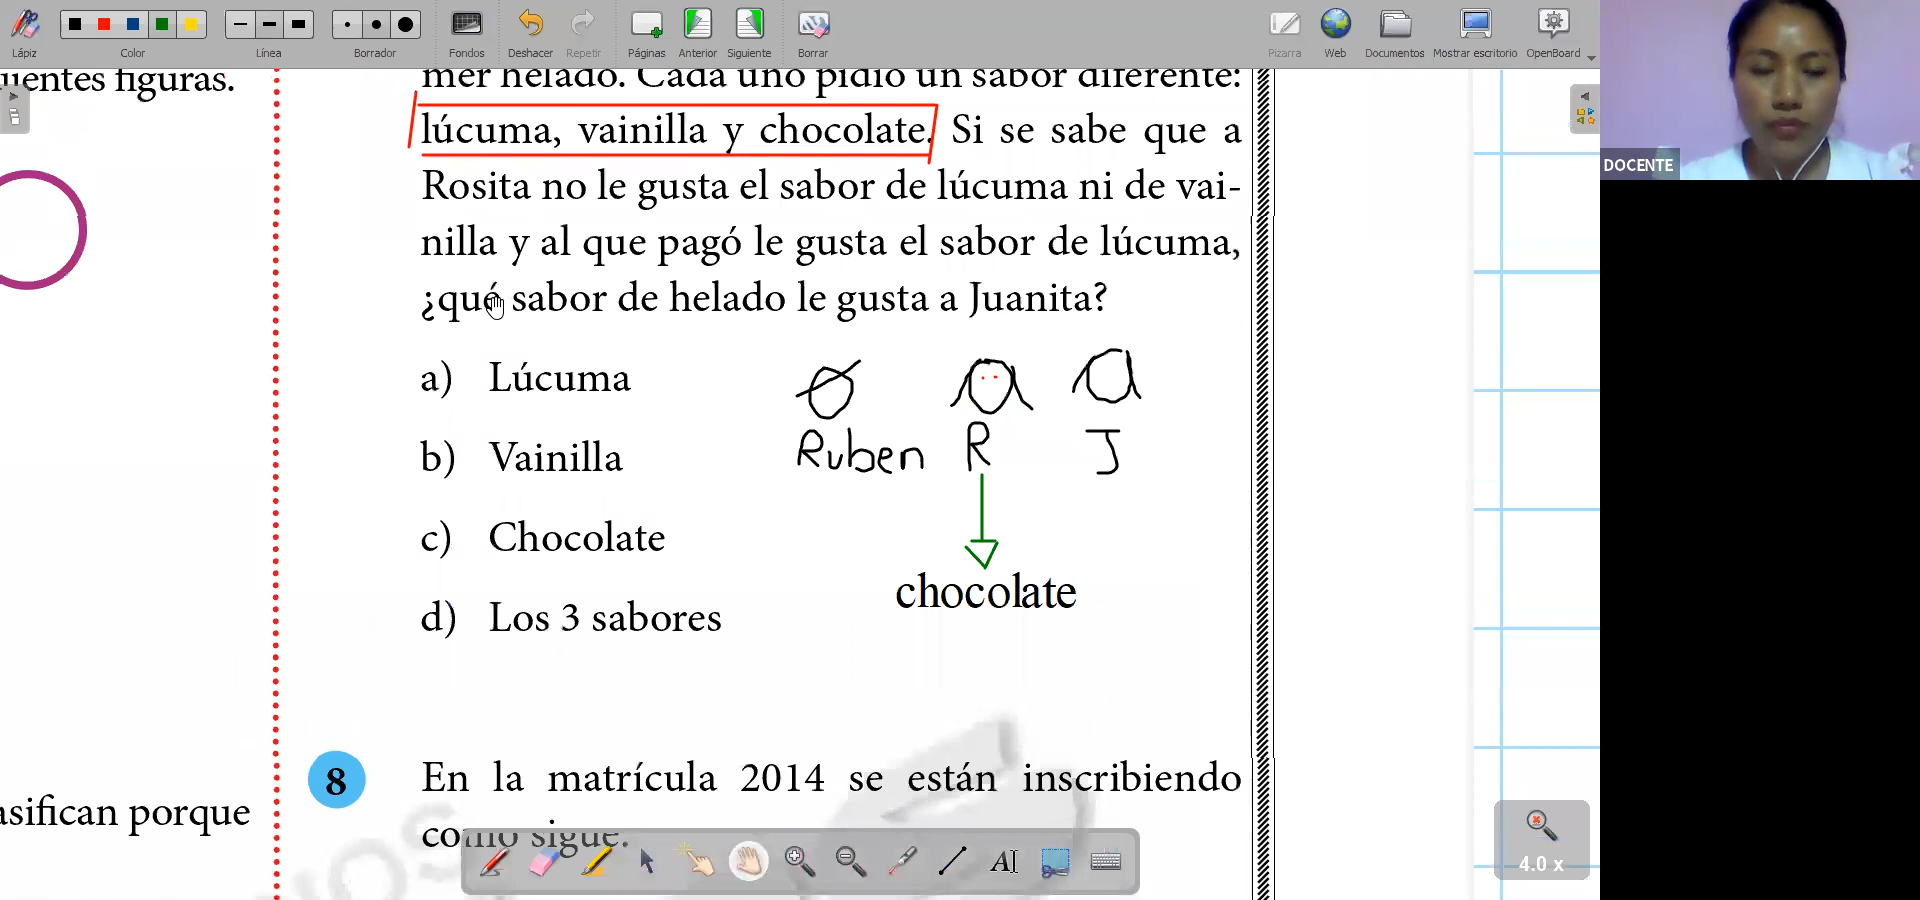 Lápiz
Color
Línea
Borrador
Fondos
Deshacer
Repetir
Páginas
Anterior
Siguiente
Borrar
Pizarra
Web
Documentos
Mostrar escritorio
OpenBoard
figuras.
mer helado. Cada uno pidió un sabor diferente:
lúcuma, vainilla y chocolate. Si se sabe que a
Rosita no le gusta el sabor de lúcuma ni de vai-
nilla y al que pagó le gusta el sabor de lúcuma,
¿qué sabor de helado le gusta a Juanita?
a) Lúcuma
b) Vainilla
c) Chocolate
d) Los 3 sabores
Ruben R J
chocolate
8 En la matrícula 2014 se están inscribiendo
como sigue.
asifican porque
DOCENTE
4.0 x